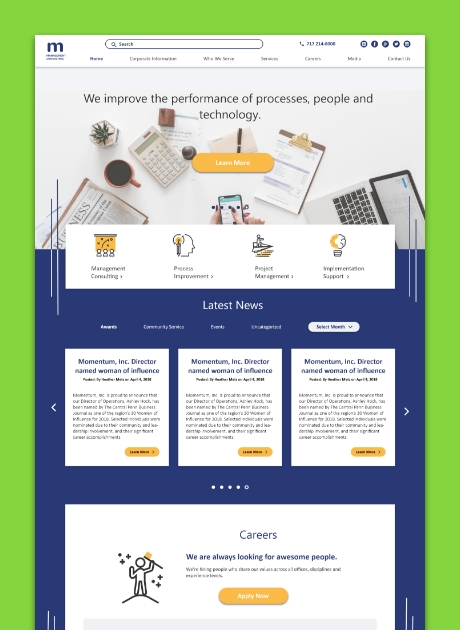 m
Search
717 214-8000
Home Corporate Information Who We Serve Services Careers Media Contact Us
We improve the performance of processes, people and
technology.
Learn More
BUSINESS
Management
Consulting >
Process
Improvement >
Project
Management >
Implementation
Support >
Latest News
Awards Community Service Events Uncategorized Select Month
Momentum, Inc. Director
named woman of influence
Posted: By Heather Metz on April 4, 2018
Momentum, Inc. is proud to announce that
our Director of Operations, Ashley Kock, has
been named by The Central Penn Business
Journal as one of the region's 30 Women of
Influence for 2018. Selected individuals were
nominated due to their community and lea-
dership involvement, and their significant
career accomplishments
Learn More >
Momentum, Inc. Director
named woman of influence
Posted: By Heather Metz on April 4, 2018
Momentum, Inc. is proud to announce that
our Director of Operations, Ashley Kock, has
been named by The Central Penn Business
Journal as one of the region's 30 Women of
Influence for 2018. Selected individuals were
nominated due to their community and lea-
dership involvement, and their significant
career accomplishments
Learn More >
Momentum, Inc. Director
named woman of influence
Posted: By Heather Metz on April 4, 2018
Momentum, Inc. is proud to announce that
our Director of Operations, Ashley Kock, has
been named by The Central Penn Business
Journal as one of the region's 30 Women of
Influence for 2018. Selected individuals were
nominated due to their community and lea-
dership involvement, and their significant
career accomplishments
Learn More >
Careers
We are always looking for awesome people.
We're hiring people who share our values across all offices, disciplines and
experience levels.
Apply Now